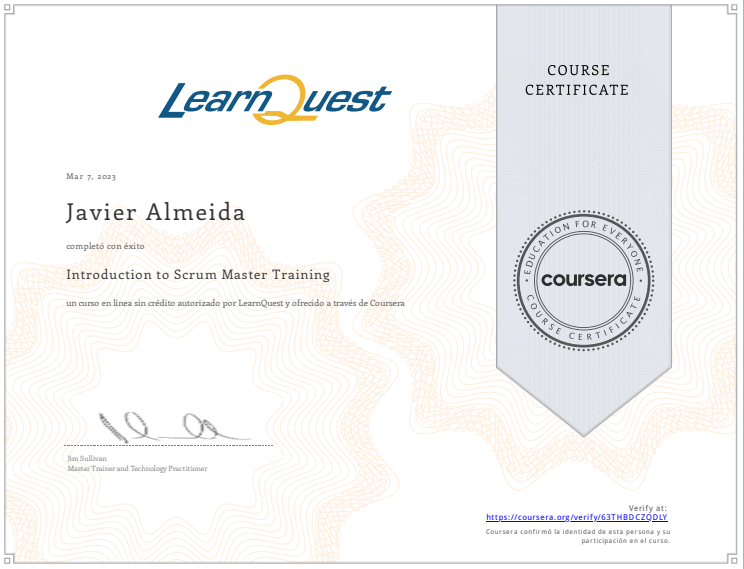 LearnQuest
COURSE
CERTIFICATE
Mar 7, 2023
Javier Almeida
completó con éxito
Introduction to Scrum Master Training
un curso en línea sin crédito autorizado por LearnQuest y ofrecido a través de Coursera
EDUCATION FOR EVERYONE
coursera
COURSE CERTIFICATE
Jim Sullivan
Master Trainer and Technology Practitioner
Verify at:
https://coursera.org/verify/63THBDCZQDLY
Coursera confirmó la identidad de esta persona y su
participación en el curso.